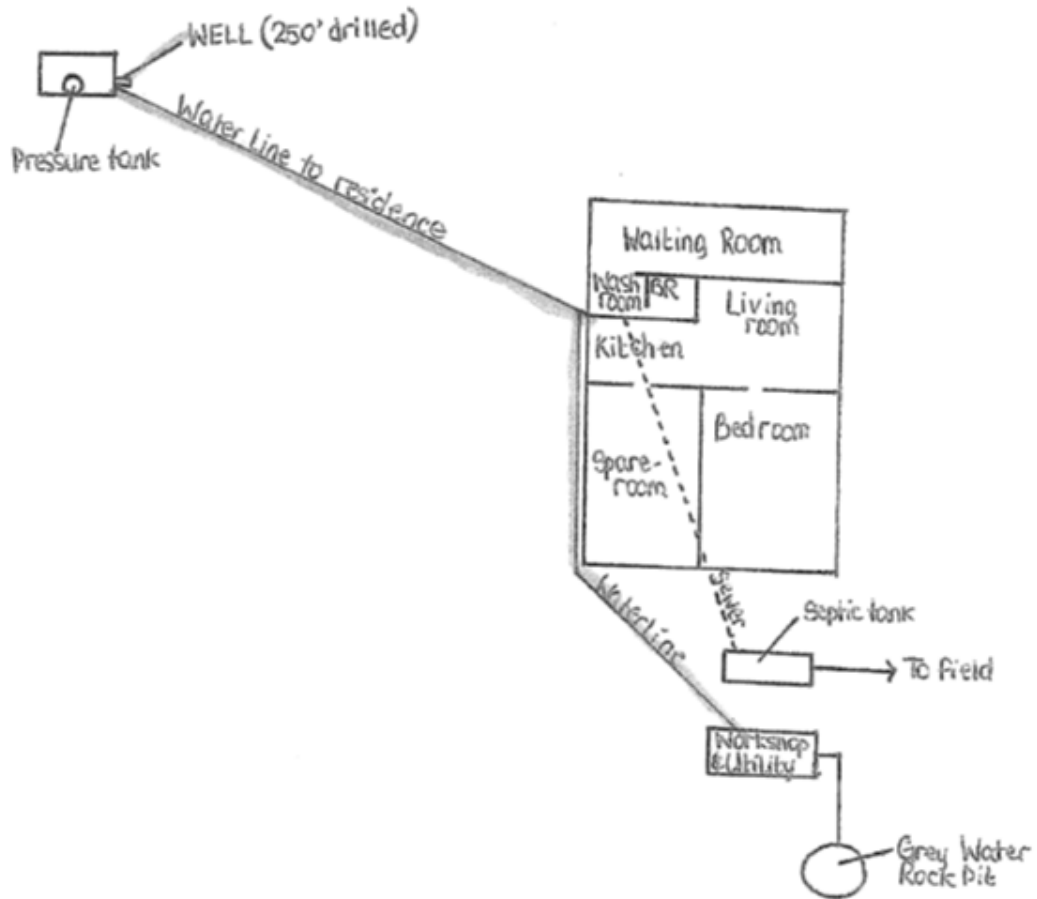 WELL (250' drilled)
Pressure tank
Water line to residence
Waiting Room
Wash
room
BR
Living
room
Kitchen
Bedroom
Spare-
room
Sewer
Waterline
Septic tank
To field
Workshop
& Utility
Grey Water
Rock Pit